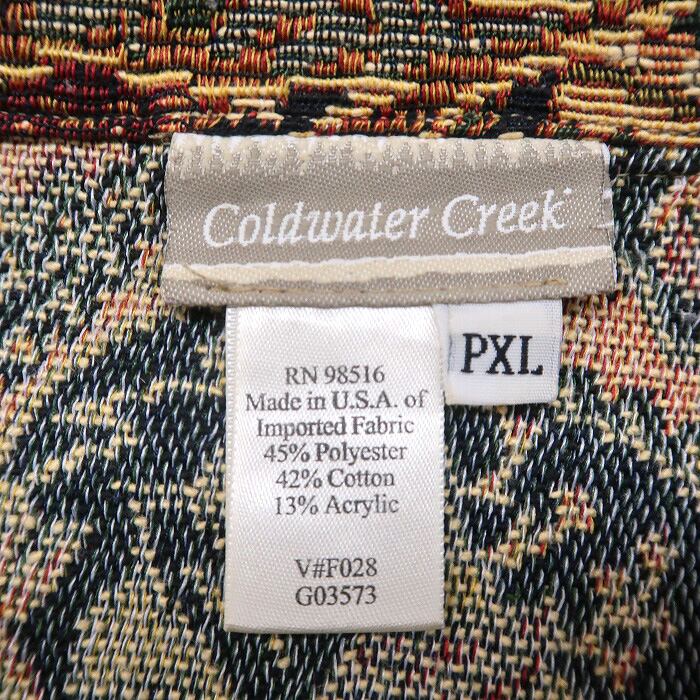 Coldwater Creek
PXL
RN 98516
Made in U.S.A. of
Imported Fabric
45% Polyester
42% Cotton
13% Acrylic
V#F028
G03573